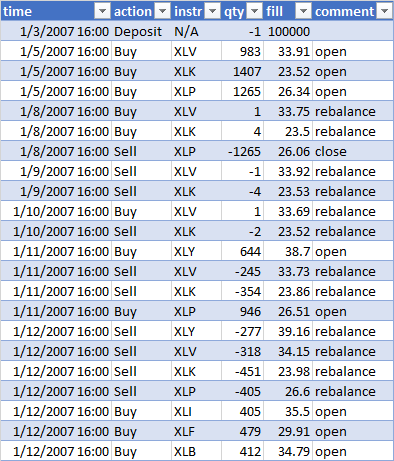 time action instr qty fill comment
1/3/2007 16:00 Deposit N/A -1 100000
1/5/2007 16:00 Buy XLV 983 33.91 open
1/5/2007 16:00 Buy XLK 1407 23.52 open
1/5/2007 16:00 Buy XLP 1265 26.34 open
1/8/2007 16:00 Buy XLV 1 33.75 rebalance
1/8/2007 16:00 Buy XLK 4 23.5 rebalance
1/8/2007 16:00 Sell XLP -1265 26.06 close
1/9/2007 16:00 Sell XLV -1 33.92 rebalance
1/9/2007 16:00 Sell XLK -4 23.53 rebalance
1/10/2007 16:00 Buy XLV 1 33.69 rebalance
1/10/2007 16:00 Sell XLK -2 23.52 rebalance
1/11/2007 16:00 Buy XLY 644 38.7 open
1/11/2007 16:00 Sell XLV -245 33.73 rebalance
1/11/2007 16:00 Sell XLK -354 23.86 rebalance
1/11/2007 16:00 Buy XLP 946 26.51 open
1/12/2007 16:00 Sell XLY -277 39.16 rebalance
1/12/2007 16:00 Sell XLV -318 34.15 rebalance
1/12/2007 16:00 Sell XLK -451 23.98 rebalance
1/12/2007 16:00 Sell XLP -405 26.6 rebalance
1/12/2007 16:00 Buy XLI 405 35.5 open
1/12/2007 16:00 Buy XLF 479 29.91 open
1/12/2007 16:00 Buy XLB 412 34.79 open